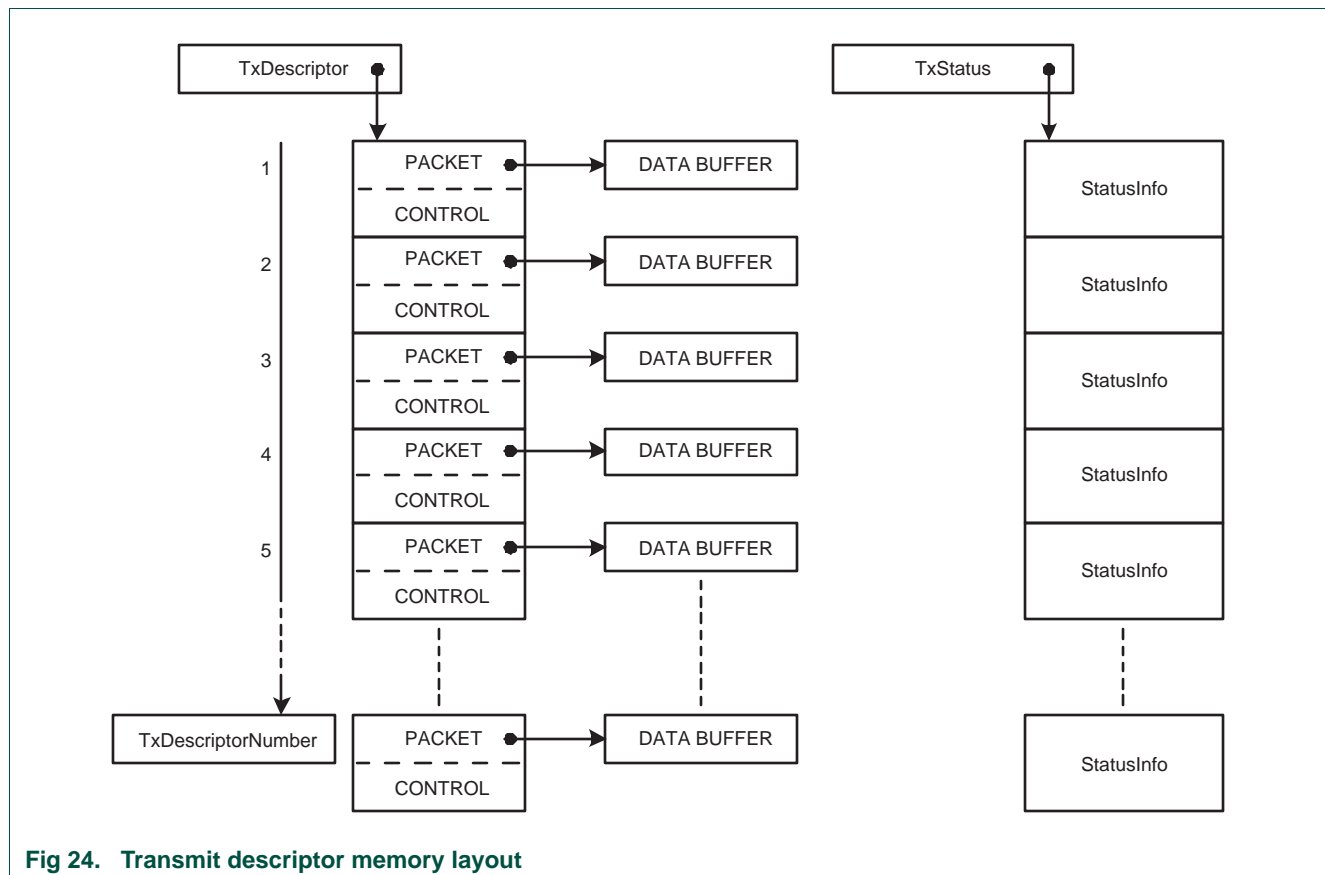 TxDescriptor
TxStatus
1
PACKET
DATA BUFFER
CONTROL
StatusInfo
2
PACKET
DATA BUFFER
CONTROL
StatusInfo
3
PACKET
DATA BUFFER
CONTROL
StatusInfo
4
PACKET
DATA BUFFER
CONTROL
StatusInfo
5
PACKET
DATA BUFFER
CONTROL
StatusInfo
TxDescriptorNumber
PACKET
DATA BUFFER
CONTROL
StatusInfo
Fig 24. Transmit descriptor memory layout